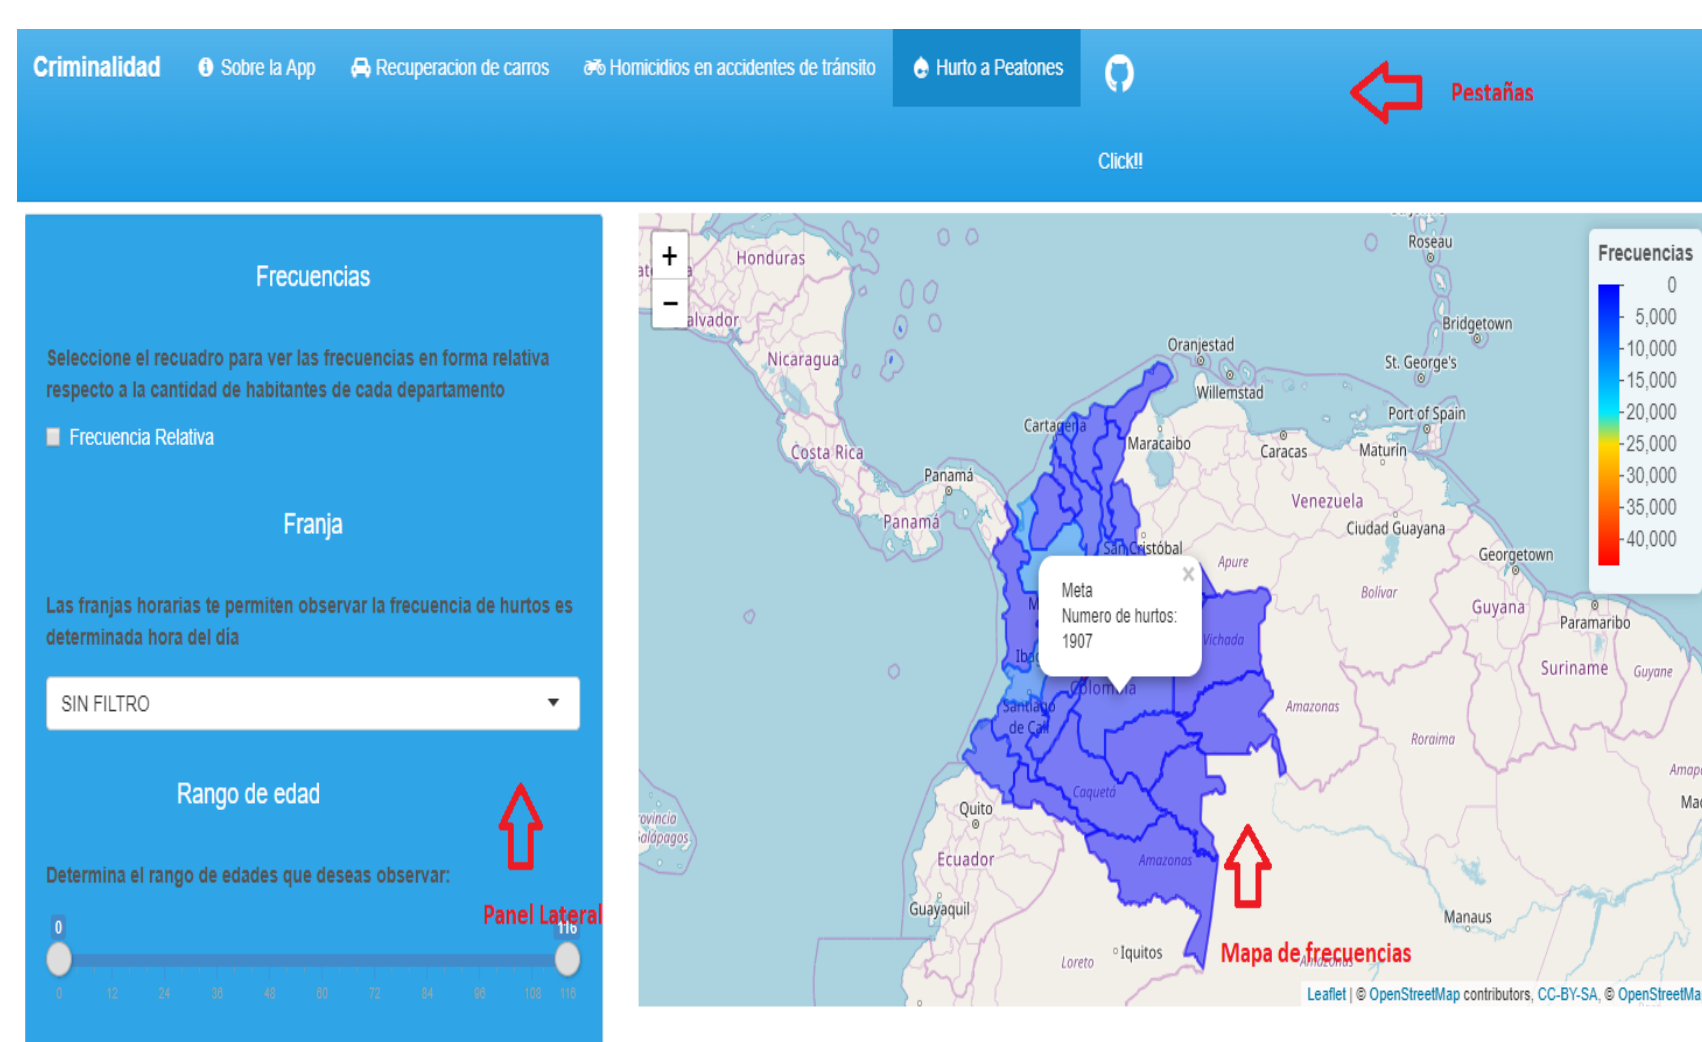 Criminalidad
Sobre la App
Recuperacion de carros
Homicidios en accidentes de tránsito
Hurto a Peatones
Click!!
Pestañas
Frecuencias
Seleccione el recuadro para ver las frecuencias en forma relativa
respecto a la cantidad de habitantes de cada departamento
Frecuencia Relativa
Franja
Las franjas horarias te permiten observar la frecuencia de hurtos es
determinada hora del día
SIN FILTRO
Rango de edad
Determina el rango de edades que deseas observar:
Panel Lateral
0
116
0 12 24 36 48 60 72 84 96 108 116
+
−
Honduras
Nicaragua
Costa Rica
Panamá
Panamá
Cartagena
Oranjestad
Willemstad
Maracaibo
Caracas
Maturín
Roseau
Bridgetown
St. George's
Port of Spain
Venezuela
Ciudad Guayana
San Cristóbal
Apure
Bolívar
Georgetown
Guyana
Paramaribo
Suriname
Guyane
Meta
Numero de hurtos:
1907
×
Vichada
Colombia
Santiago
de Cali
Amazonas
Roraima
Caquetá
Amazonas
Quito
Ecuador
Guayaquil
Loreto
Iquitos
Manaus
Mapa de frecuencias
Amazonas
Frecuencias
0
5,000
10,000
15,000
20,000
25,000
30,000
35,000
40,000
Leaflet | © OpenStreetMap contributors, CC-BY-SA, © OpenStreetMa